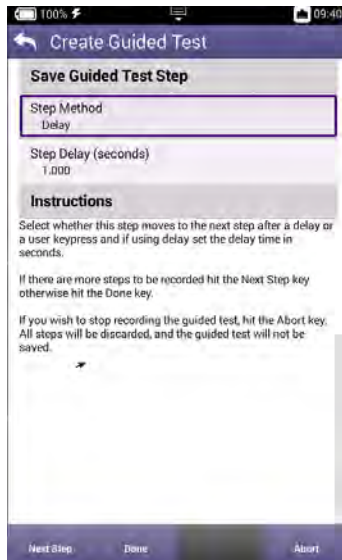 100%
09:40
Create Guided Test
Save Guided Test Step
Step Method
Delay
Step Delay (seconds)
1.000
Instructions
Select whether this step moves to the next step after a delay or
a user keypress and if using delay set the delay time in
seconds.
If there are more steps to be recorded hit the Next Step key
otherwise hit the Done key.
If you wish to stop recording the guided test, hit the Abort key.
All steps will be discarded, and the guided test will not be
saved.
Next Step Done Abort